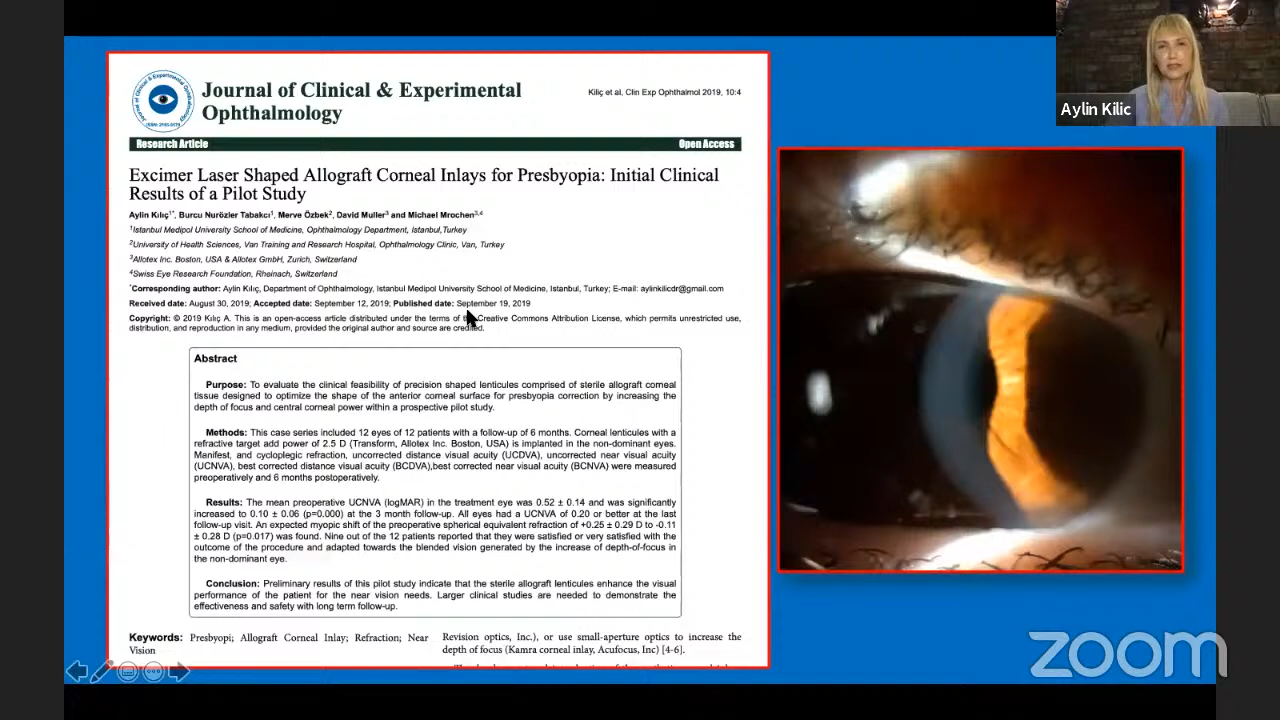 Aylin Kilic
Journal of Clinical & Experimental
Ophthalmology
Kiliç et al, Clin Exp Ophthalmol 2019, 10:4
Research Article
Open Access
Excimer Laser Shaped Allograft Corneal Inlays for Presbyopia: Initial Clinical
Results of a Pilot Study
Aylin Kılıç1*, Burcu Nurözler Tabakcı1, Merve Özbek2, David Muller3 and Michael Mrochen3,4
1Istanbul Medipol University School of Medicine, Ophthalmology Department, Istanbul,Turkey
2University of Health Sciences, Van Training and Research Hospital, Ophthalmology Clinic, Van, Turkey
3Allotex Inc. Boston, USA & Allotex GmbH, Zurich, Switzerland
4Swiss Eye Research Foundation, Rheinach, Switzerland
*Corresponding author: Aylin Kılıç, Department of Ophthalmology, Istanbul Medipol University School of Medicine, Istanbul, Turkey; E-mail: aylinkilicdr@gmail.com
Received date: August 30, 2019; Accepted date: September 12, 2019; Published date: September 19, 2019
Copyright: © 2019 Kılıç A. This is an open-access article distributed under the terms of the Creative Commons Attribution License, which permits unrestricted use,
distribution, and reproduction in any medium, provided the original author and source are credited.
Abstract
Purpose: To evaluate the clinical feasibility of precision shaped lenticules comprised of sterile allograft corneal
tissue designed to optimize the shape of the anterior corneal surface for presbyopia correction by increasing the
depth of focus and central corneal power within a prospective pilot study.
Methods: This case series included 12 eyes of 12 patients with a follow-up of 6 months. Corneal lenticules with a
refractive target add power of 2.5 D (Transform, Allotex Inc. Boston, USA) is implanted in the non-dominant eyes.
Manifest, and cycloplegic refraction, uncorrected distance visual acuity (UCDVA), uncorrected near visual acuity
(UCNVA), best corrected distance visual acuity (BCDVA),best corrected near visual acuity (BCNVA) were measured
preoperatively and 6 months postoperatively.
Results: The mean preoperative UCNVA (logMAR) in the treatment eye was 0.52 ± 0.14 and was significantly
increased to 0.10 ± 0.06 (p=0.000) at the 3 month follow-up. All eyes had a UCNVA of 0.20 or better at the last
follow-up visit. An expected myopic shift of the preoperative spherical equivalent refraction of +0.25 ± 0.29 D to -0.11
± 0.28 D (p=0.017) was found. Nine out of the 12 patients reported that they were satisfied or very satisfied with the
outcome of the procedure and adapted towards the blended vision generated by the increase of depth-of-focus in
the non-dominant eye.
Conclusion: Preliminary results of this pilot study indicate that the sterile allograft lenticules enhance the visual
performance of the patient for the near vision needs. Larger clinical studies are needed to demonstrate the
effectiveness and safety with long term follow-up.
Keywords: Presbyopi; Allograft Corneal Inlay; Refraction; Near
Vision
Revision optics, Inc.), or use small-aperture optics to increase the
depth of focus (Kamra corneal inlay, Acufocus, Inc) [4-6].
zoom